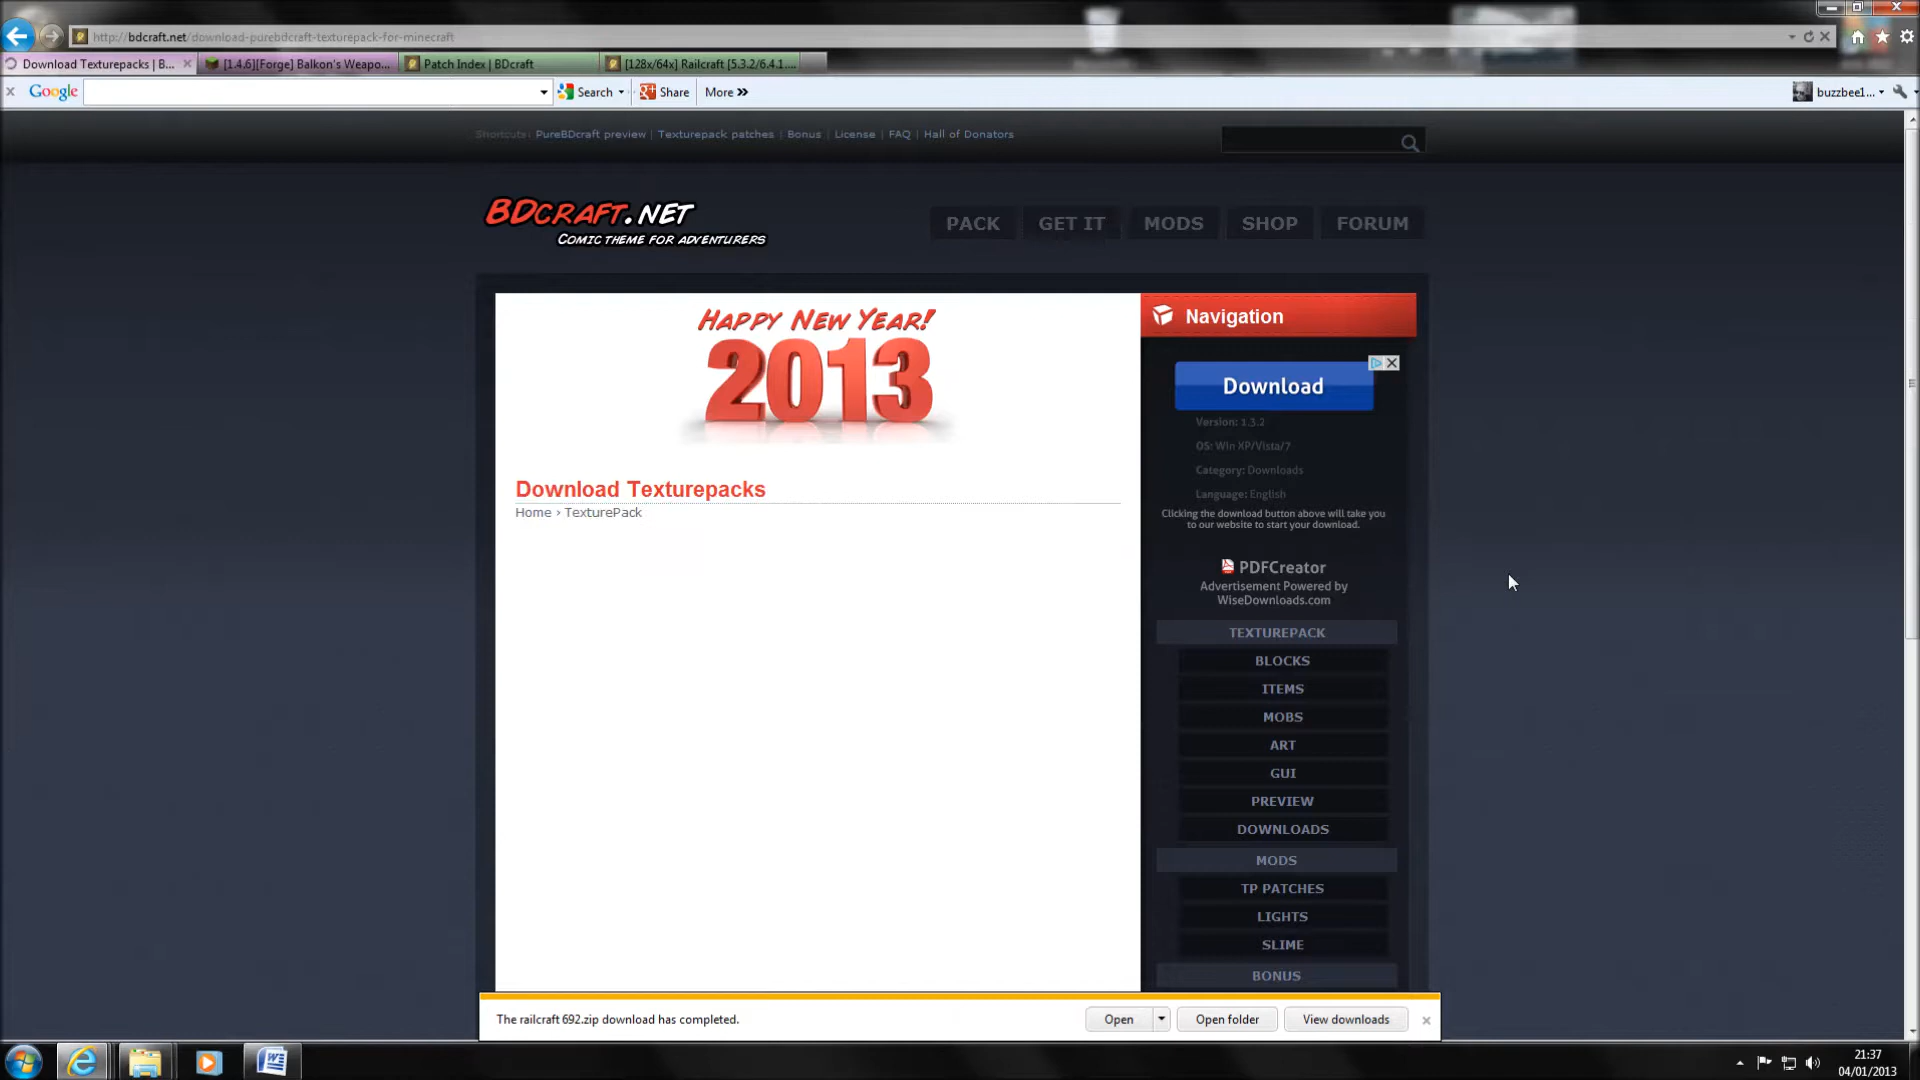 http://bdcraft.net/download-purebdcraft-texturepack-for-minecraft
Download Texturepacks | B... [1.4.6][Forge] Balkon's Weapo... Patch Index | BDcraft [128x/64x] Railcraft [5.3.2/6.4.1....
Google Search Share More » buzzbee1...
Shortcuts: PureBDcraft preview | Texturepack patches | Bonus | License | FAQ | Hall of Donators
BDCRAFT.NET
COMIC THEME FOR ADVENTURERS
PACK GET IT MODS SHOP FORUM
HAPPY NEW YEAR!
2013
Download Texturepacks
Home › TexturePack
Navigation
Download
Version: 1.3.2
OS: Win XP/Vista/7
Category: Downloads
Language: English
Clicking the download button above will take you
to our website to start your download.
PDFCreator
Advertisement Powered by
WiseDownloads.com
TEXTUREPACK
BLOCKS
ITEMS
MOBS
ART
GUI
PREVIEW
DOWNLOADS
MODS
TP PATCHES
LIGHTS
SLIME
BONUS
The railcraft 692.zip download has completed. Open Open folder View downloads
21:37
04/01/2013